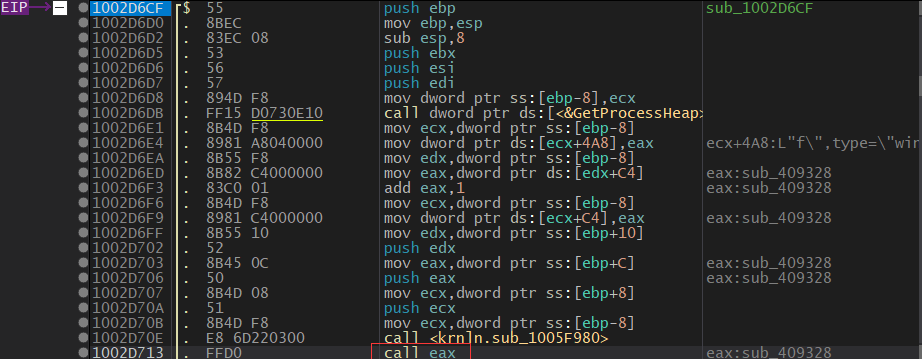 EIP 1002D6CF $ 55 push ebp sub_1002D6CF
1002D6D0 . 8BEC mov ebp,esp
1002D6D2 . 83EC 08 sub esp,8
1002D6D5 . 53 push ebx
1002D6D6 . 56 push esi
1002D6D7 . 57 push edi
1002D6D8 . 894D F8 mov dword ptr ss:[ebp-8],ecx
1002D6DB . FF15 D0730E10 call dword ptr ds:[<&GetProcessHeap>
1002D6E1 . 8B4D F8 mov ecx,dword ptr ss:[ebp-8]
1002D6E4 . 8981 A8040000 mov dword ptr ds:[ecx+4A8],eax ecx+4A8:L"f\",type=\"win
1002D6EA . 8B55 F8 mov edx,dword ptr ss:[ebp-8]
1002D6ED . 8B82 C4000000 mov eax,dword ptr ds:[edx+C4] eax:sub_409328
1002D6F3 . 83C0 01 add eax,1 eax:sub_409328
1002D6F6 . 8B4D F8 mov ecx,dword ptr ss:[ebp-8]
1002D6F9 . 8981 C4000000 mov dword ptr ds:[ecx+C4],eax eax:sub_409328
1002D6FF . 8B55 10 mov edx,dword ptr ss:[ebp+10]
1002D702 . 52 push edx
1002D703 . 8B45 0C mov eax,dword ptr ss:[ebp+C] eax:sub_409328
1002D706 . 50 push eax eax:sub_409328
1002D707 . 8B4D 08 mov ecx,dword ptr ss:[ebp+8]
1002D70A . 51 push ecx
1002D70B . 8B4D F8 mov ecx,dword ptr ss:[ebp-8]
1002D70E . E8 6D220300 call <krnln.sub_1005F980>
1002D713 . FFD0 call eax eax:sub_409328